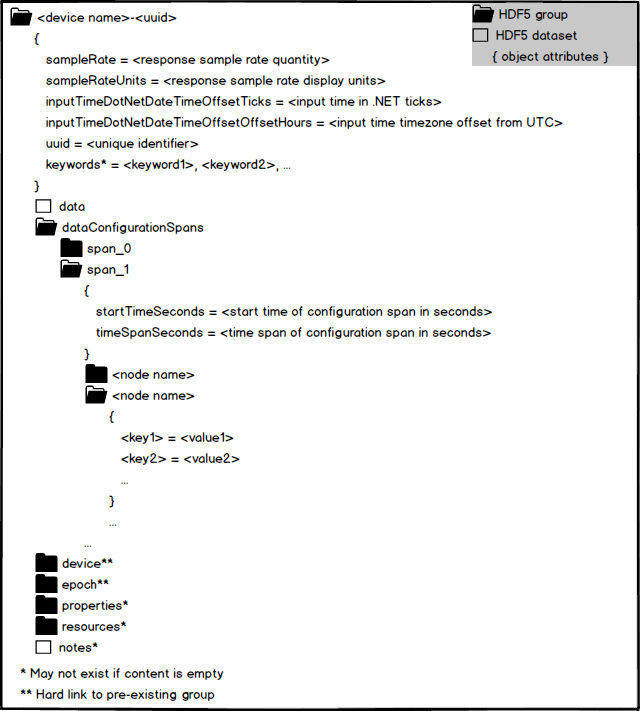 <device name>-<uuid>
HDF5 group
HDF5 dataset
{ object attributes }
{
sampleRate = <response sample rate quantity>
sampleRateUnits = <response sample rate display units>
inputTimeDotNetDateTimeOffsetTicks = <input time in .NET ticks>
inputTimeDotNetDateTimeOffsetOffsetHours = <input time timezone offset from UTC>
uuid = <unique identifier>
keywords* = <keyword1>, <keyword2>, ...
}
data
dataConfigurationSpans
span_0
span_1
{
startTimeSeconds = <start time of configuration span in seconds>
timeSpanSeconds = <time span of configuration span in seconds>
}
<node name>
<node name>
{
<key1> = <value1>
<key2> = <value2>
...
}
...
...
device**
epoch**
properties*
resources*
notes*
* May not exist if content is empty
** Hard link to pre-existing group